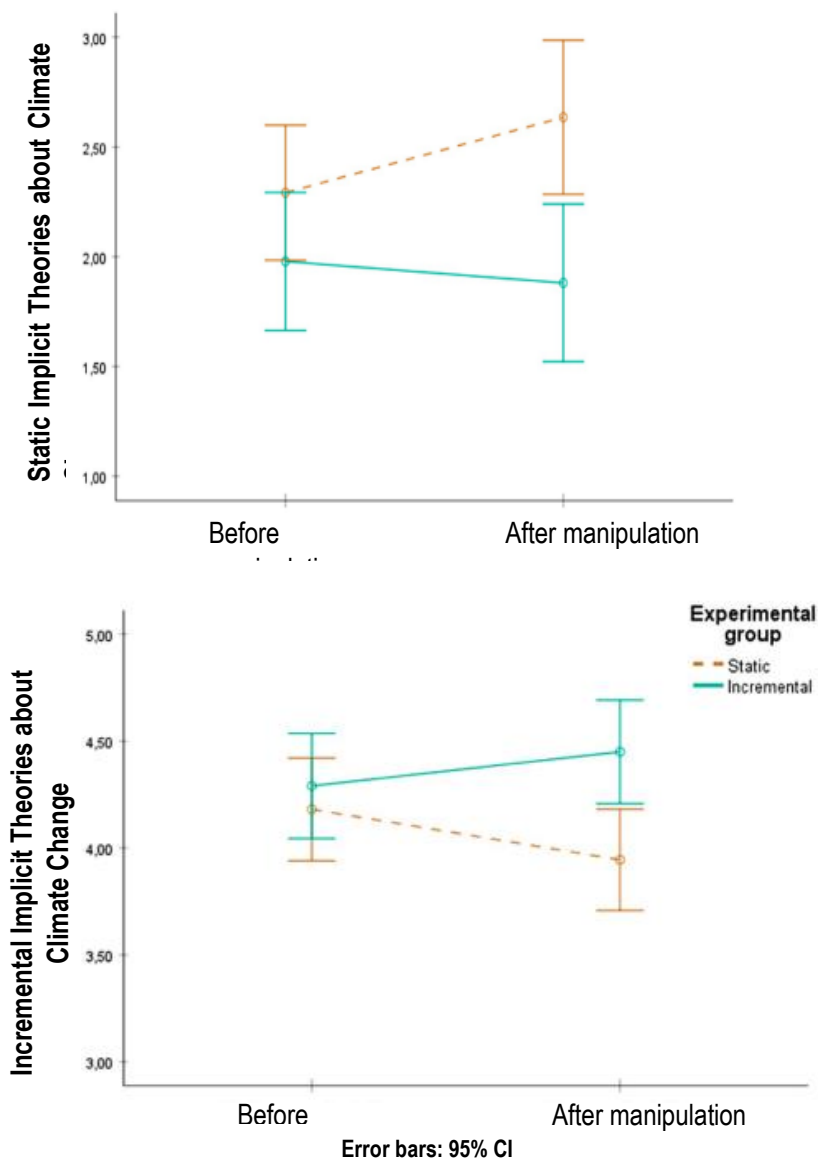 Static Implicit Theories about Climate
3,00
2,50
2,00
1,50
1,00
Before
After manipulation
Incremental Implicit Theories about
Climate Change
5,00
4,50
4,00
3,50
3,00
Experimental
group
Static
Incremental
Before
After manipulation
Error bars: 95% CI